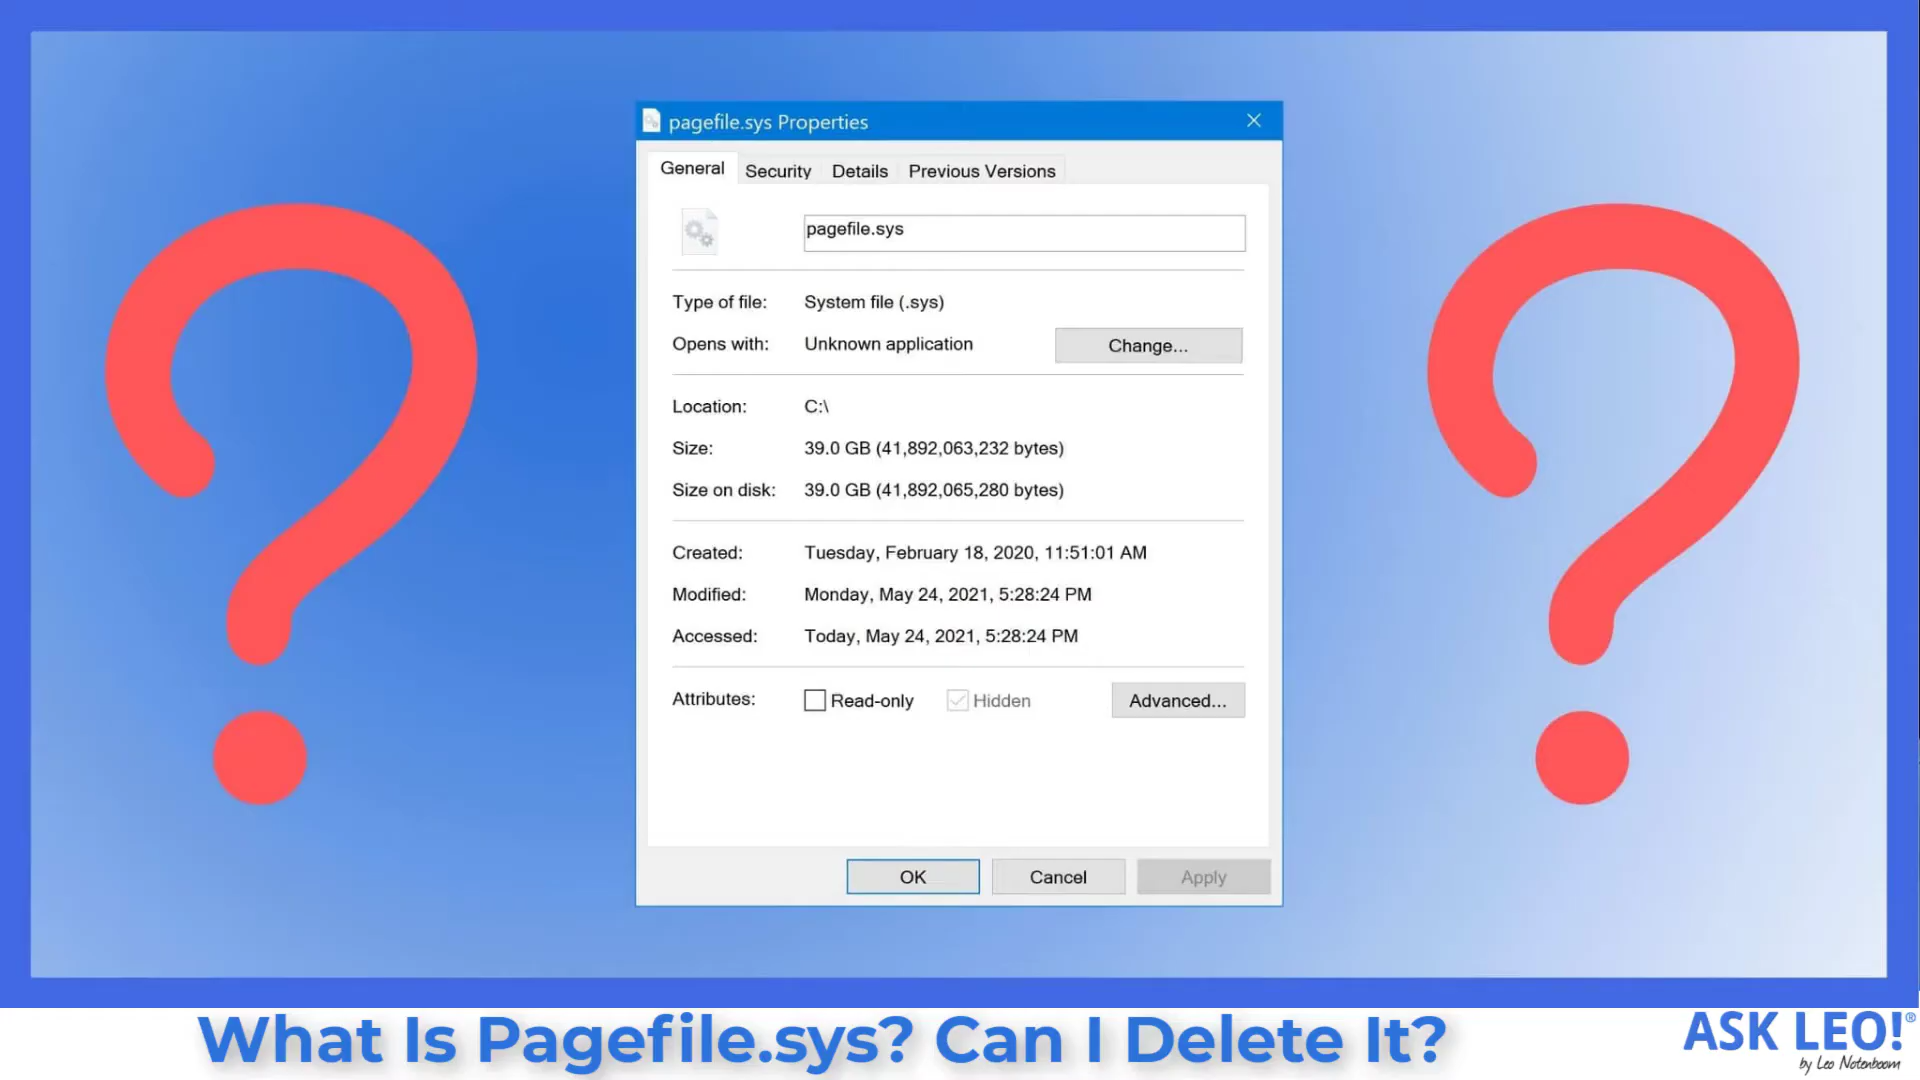 pagefile.sys Properties
General Security Details Previous Versions
pagefile.sys
Type of file: System file (.sys)
Opens with: Unknown application Change...
Location: C:\
Size: 39.0 GB (41,892,063,232 bytes)
Size on disk: 39.0 GB (41,892,065,280 bytes)
Created: Tuesday, February 18, 2020, 11:51:01 AM
Modified: Monday, May 24, 2021, 5:28:24 PM
Accessed: Today, May 24, 2021, 5:28:24 PM
Attributes: Read-only Hidden Advanced...
OK Cancel Apply
What Is Pagefile.sys? Can I Delete It?
ASK LEO!®
by Leo Notenboom